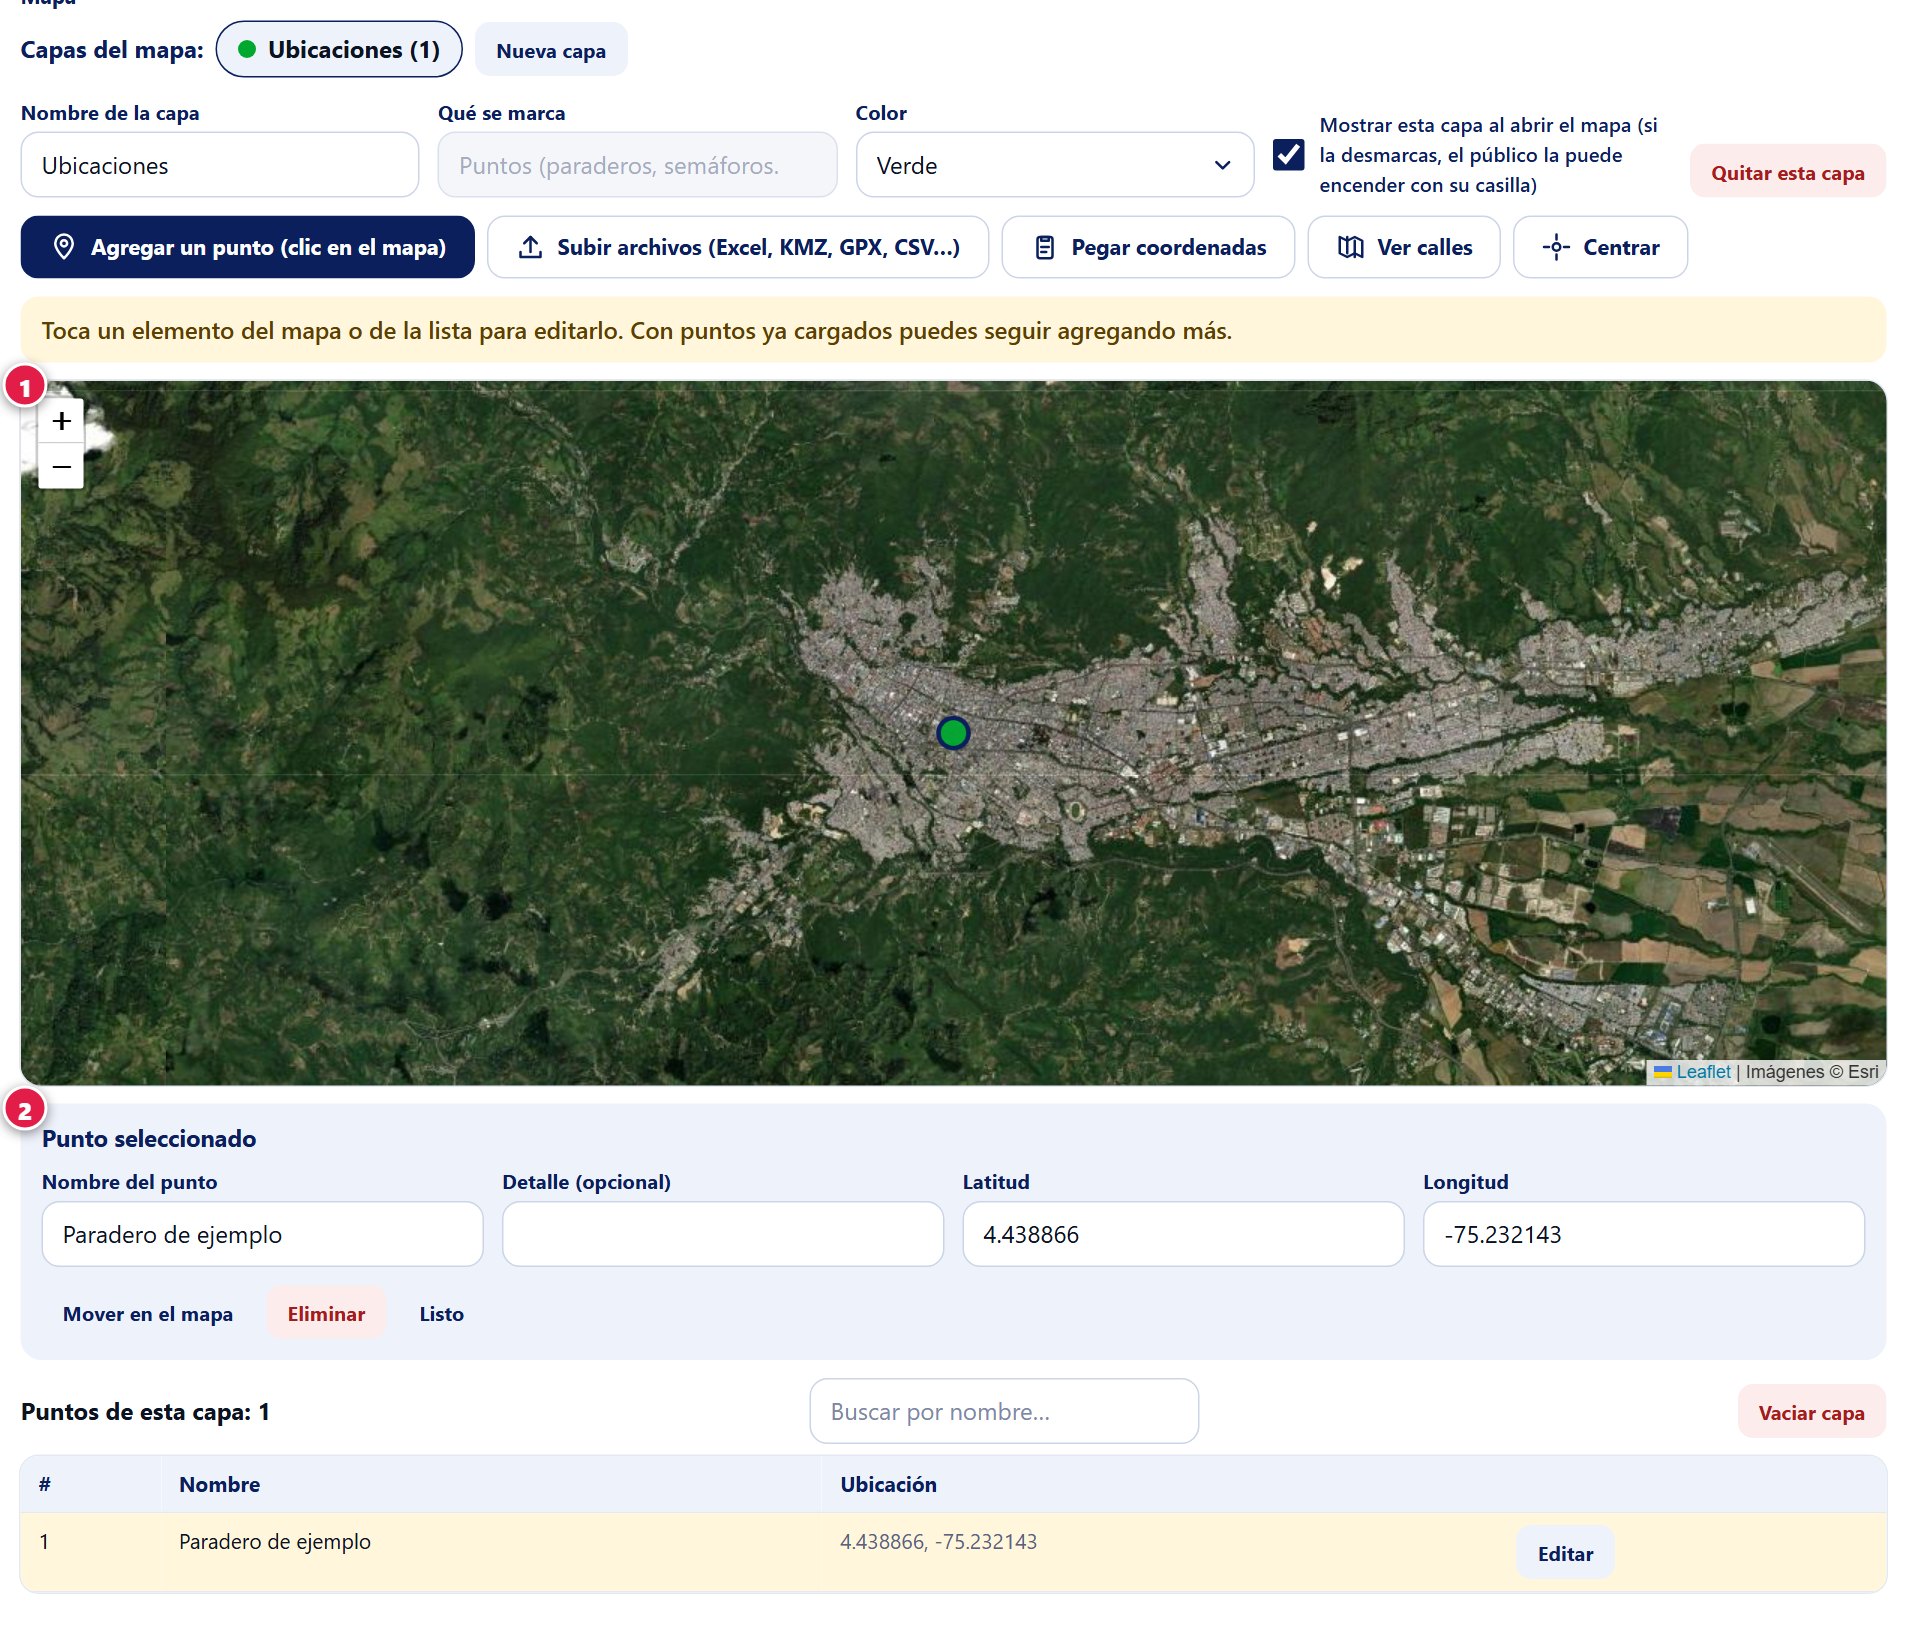 Mapa
Capas del mapa:
Ubicaciones (1)
Nueva capa
Nombre de la capa
Qué se marca
Color
Ubicaciones
Puntos (paraderos, semáforos.
Verde
Mostrar esta capa al abrir el mapa (si
la desmarcas, el público la puede
encender con su casilla)
Quitar esta capa
Agregar un punto (clic en el mapa)
Subir archivos (Excel, KMZ, GPX, CSV...)
Pegar coordenadas
Ver calles
Centrar
Toca un elemento del mapa o de la lista para editarlo. Con puntos ya cargados puedes seguir agregando más.
1
+
−
Leaflet | Imágenes © Esri
2
Punto seleccionado
Nombre del punto
Detalle (opcional)
Latitud
Longitud
Paradero de ejemplo
4.438866
-75.232143
Mover en el mapa
Eliminar
Listo
Puntos de esta capa: 1
Buscar por nombre...
Vaciar capa
#
Nombre
Ubicación
1
Paradero de ejemplo
4.438866, -75.232143
Editar